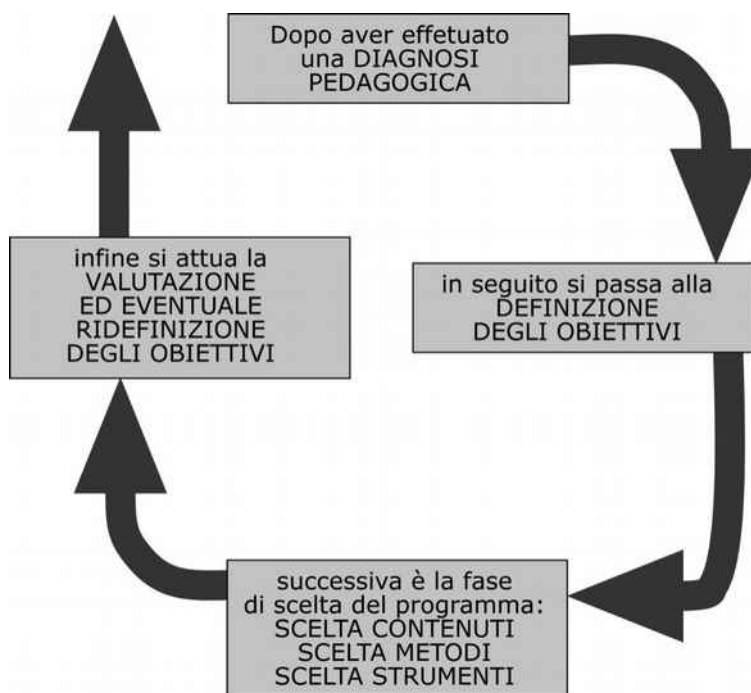 Dopo aver effetuato
una DIAGNOSI
PEDAGOGICA
in seguito si passa alla
DEFINIZIONE
DEGLI OBIETTIVI
successiva è la fase
di scelta del programma:
SCELTA CONTENUTI
SCELTA METODI
SCELTA STRUMENTI
infine si attua la
VALUTAZIONE
ED EVENTUALE
RIDEFINIZIONE
DEGLI OBIETTIVI